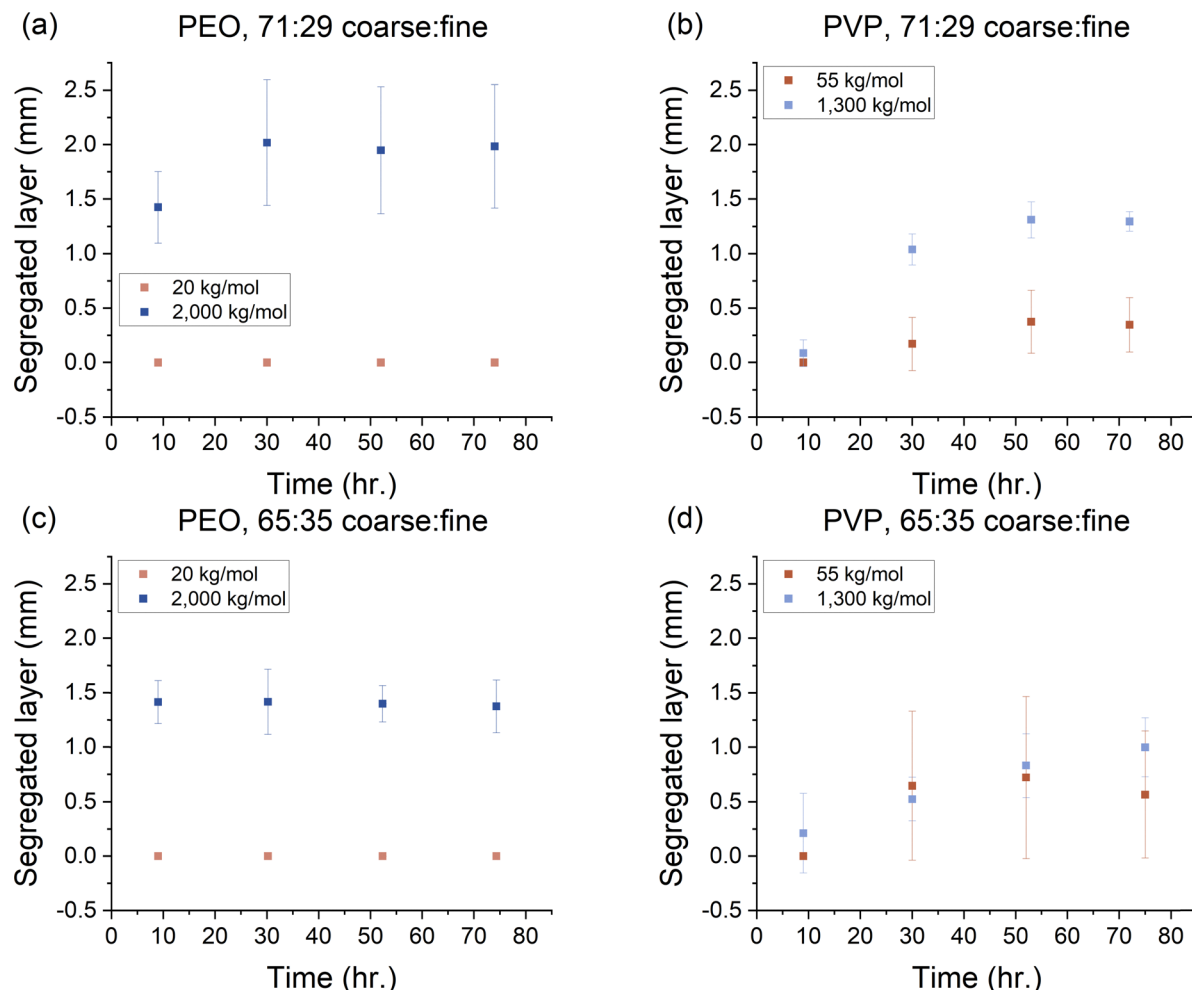 (a) PEO, 71:29 coarse:fine
Segregated layer (mm)
2.5
2.0
1.5
1.0
0.5
0.0
-0.5
20 kg/mol
2,000 kg/mol
0 10 20 30 40 50 60 70 80
Time (hr.)
(b) PVP, 71:29 coarse:fine
Segregated layer (mm)
55 kg/mol
1,300 kg/mol
2.5
2.0
1.5
1.0
0.5
0.0
-0.5
0 10 20 30 40 50 60 70 80
Time (hr.)
(c) PEO, 65:35 coarse:fine
Segregated layer (mm)
20 kg/mol
2,000 kg/mol
2.5
2.0
1.5
1.0
0.5
0.0
-0.5
0 10 20 30 40 50 60 70 80
Time (hr.)
(d) PVP, 65:35 coarse:fine
Segregated layer (mm)
55 kg/mol
1,300 kg/mol
2.5
2.0
1.5
1.0
0.5
0.0
-0.5
0 10 20 30 40 50 60 70 80
Time (hr.)